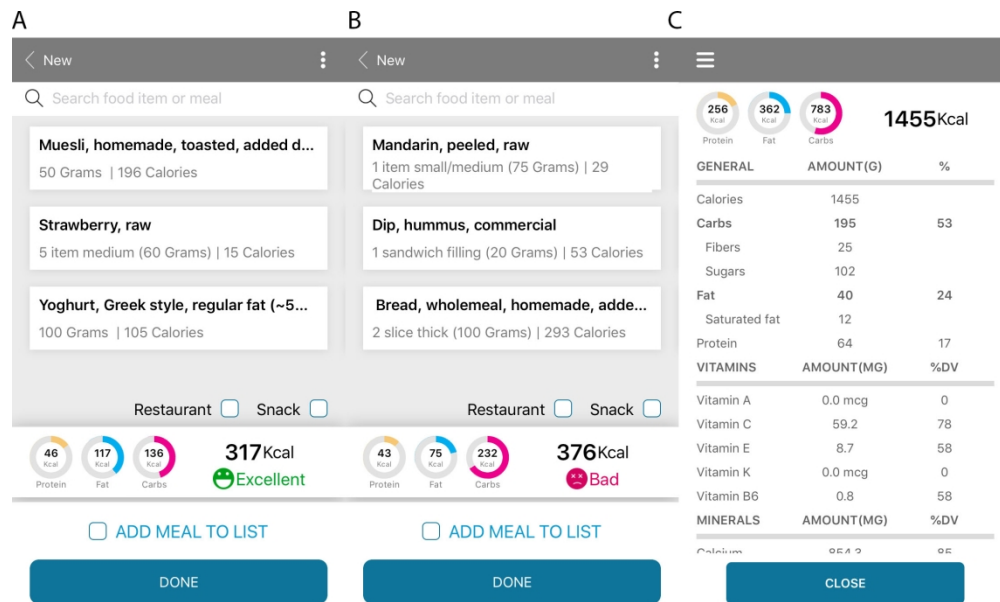 A
New
Search food item or meal
Muesli, homemade, toasted, added d...
50 Grams | 196 Calories
Strawberry, raw
5 item medium (60 Grams) | 15 Calories
Yoghurt, Greek style, regular fat (~5...
100 Grams | 105 Calories
Restaurant Snack
46 Kcal Protein
117 Kcal Fat
136 Kcal Carbs
317Kcal
Excellent
ADD MEAL TO LIST
DONE
B
New
Search food item or meal
Mandarin, peeled, raw
1 item small/medium (75 Grams) | 29
Calories
Dip, hummus, commercial
1 sandwich filling (20 Grams) | 53 Calories
Bread, wholemeal, homemade, adde...
2 slice thick (100 Grams) | 293 Calories
Restaurant Snack
43 Kcal Protein
75 Kcal Fat
232 Kcal Carbs
376Kcal
Bad
ADD MEAL TO LIST
DONE
C
256 Kcal Protein
362 Kcal Fat
783 Kcal Carbs
1455Kcal
GENERAL AMOUNT(G) %
Calories 1455
Carbs 195 53
Fibers 25
Sugars 102
Fat 40 24
Saturated fat 12
Protein 64 17
VITAMINS AMOUNT(MG) %DV
Vitamin A 0.0 mcg 0
Vitamin C 59.2 78
Vitamin E 8.7 58
Vitamin K 0.0 mcg 0
Vitamin B6 0.8 58
MINERALS AMOUNT(MG) %DV
Calcium 854.3 85
CLOSE